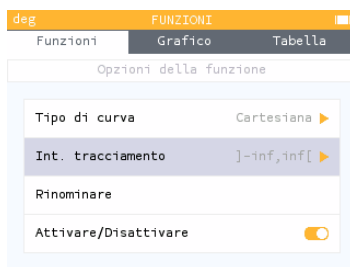 deg FUNZIONI
Funzioni Grafico Tabella
Opzioni della funzione
Tipo di curva Cartesiana
Int. tracciamento ]-inf,inf[
Rinominare
Attivare/Disattivare